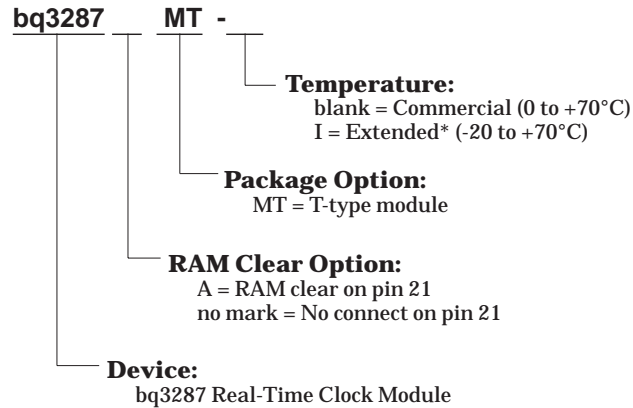 bq3287 MT -
Temperature:
blank = Commercial (0 to +70°C)
I = Extended* (-20 to +70°C)
Package Option:
MT = T-type module
RAM Clear Option:
A = RAM clear on pin 21
no mark = No connect on pin 21
Device:
bq3287 Real-Time Clock Module